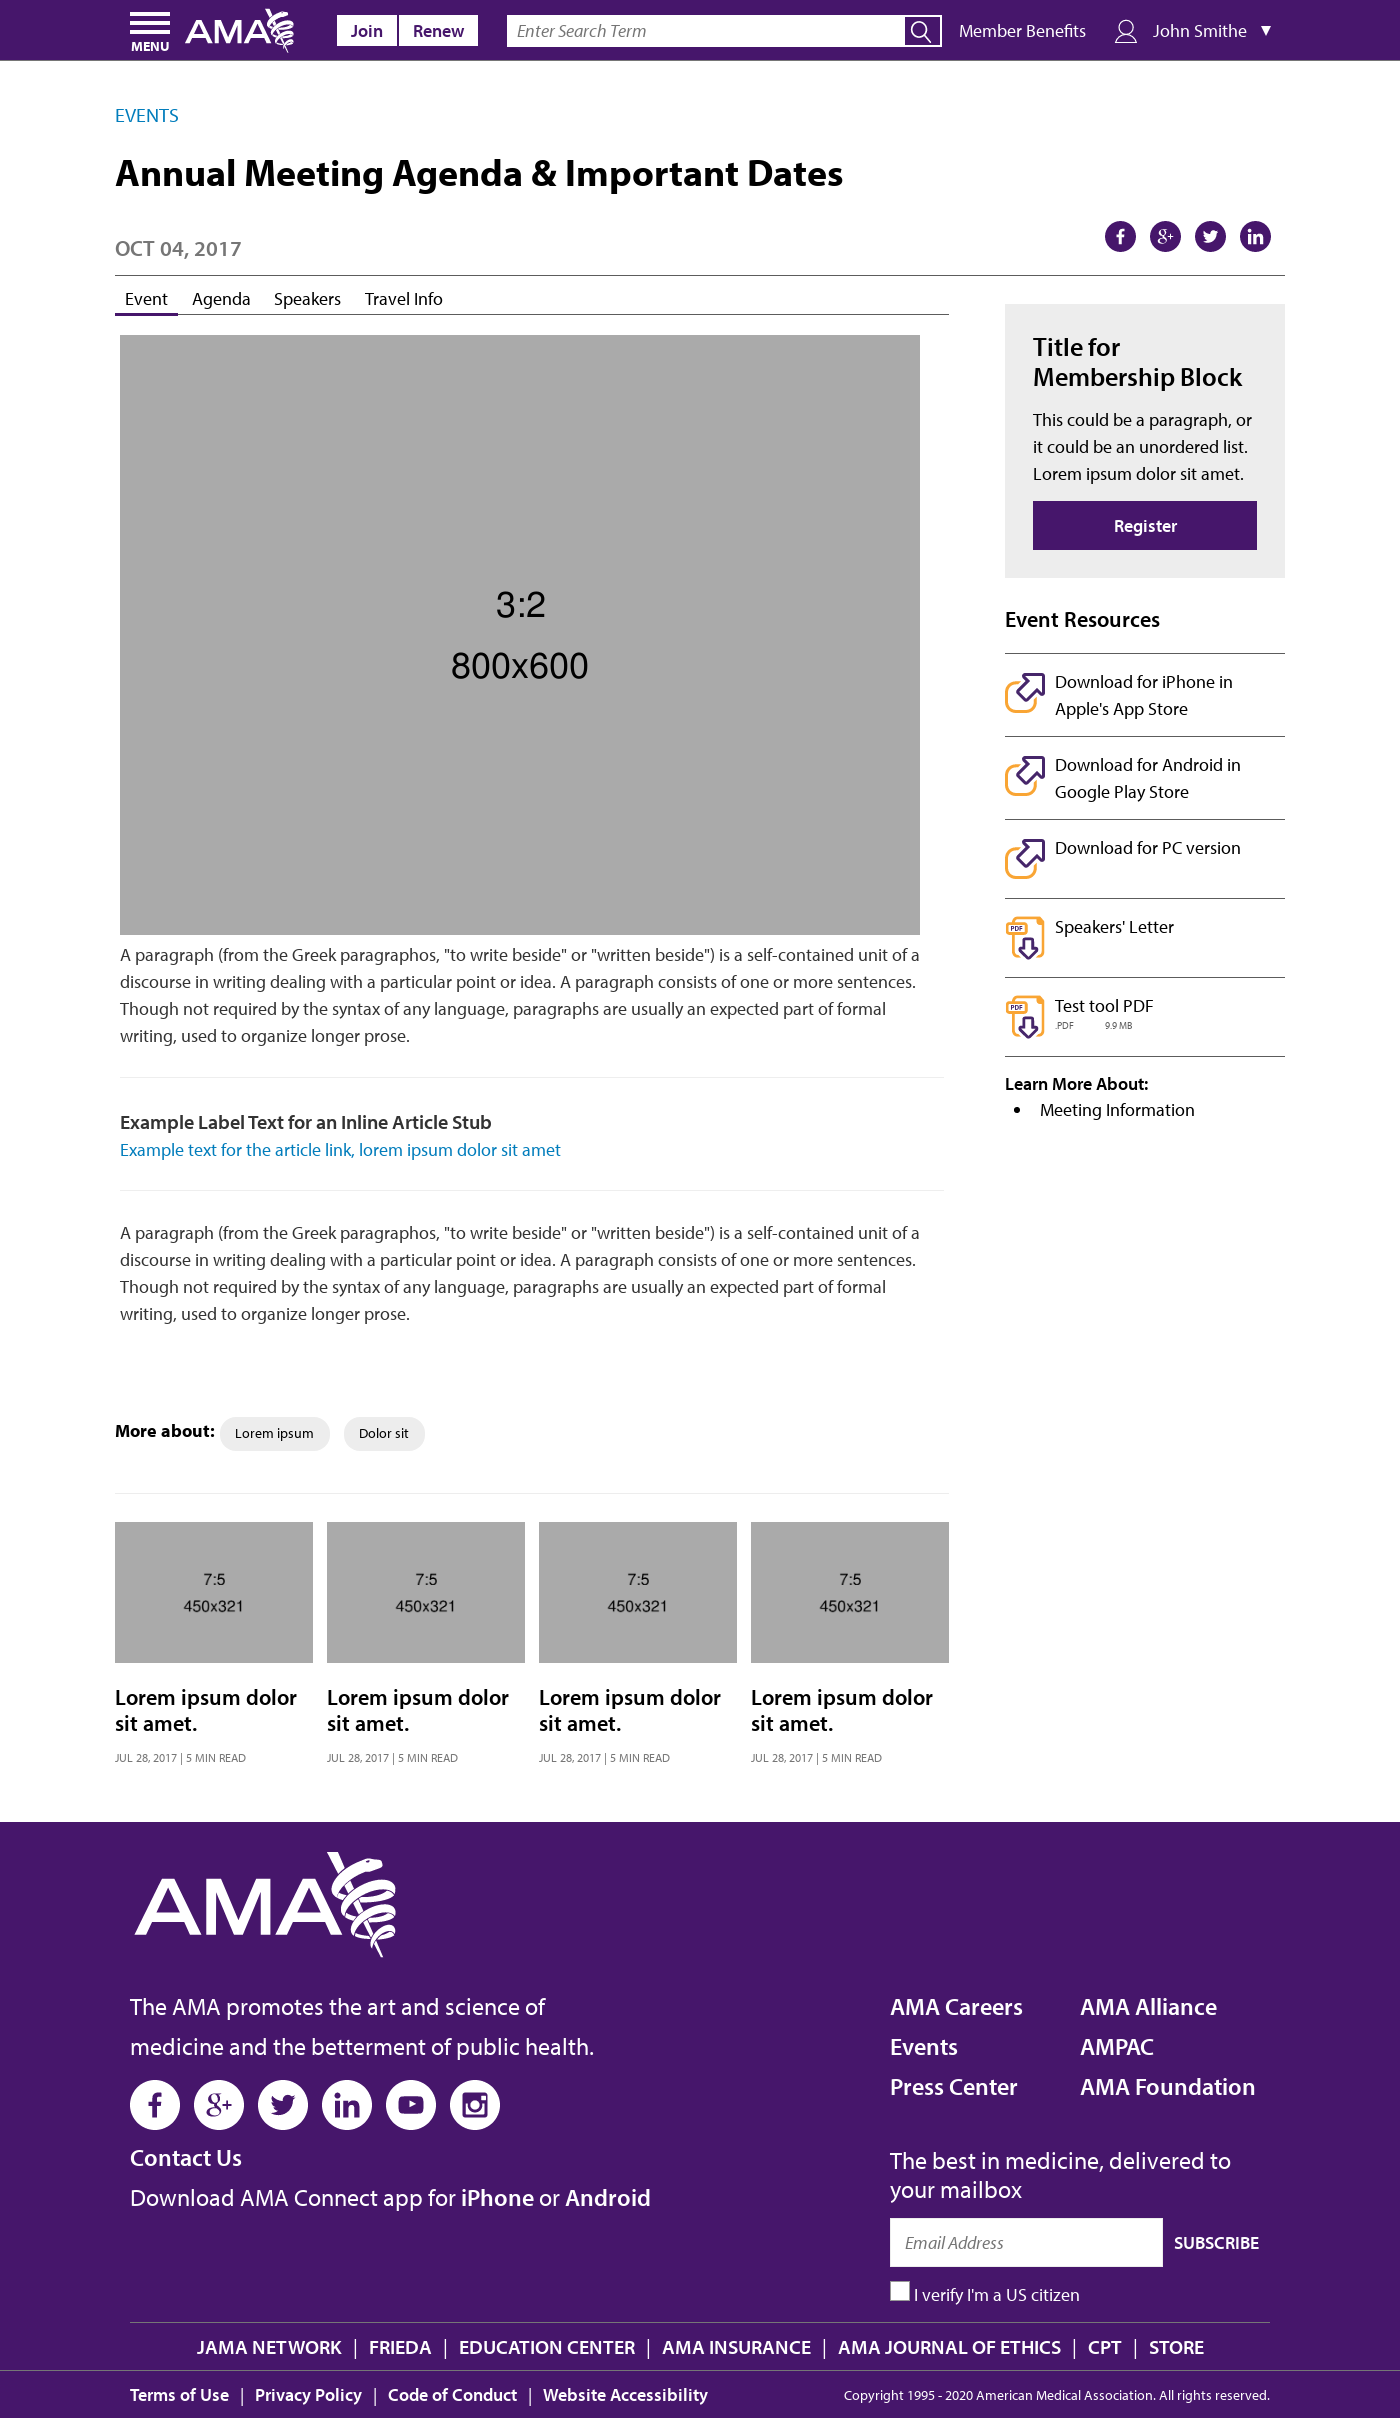 MENU
AMA
Join
Renew
Enter Search Term
Member Benefits
John Smithe
EVENTS
Annual Meeting Agenda & Important Dates
OCT 04, 2017
Event
Agenda
Speakers
Travel Info
3:2
800x600
A paragraph (from the Greek paragraphos, "to write beside" or "written beside") is a self-contained unit of a
discourse in writing dealing with a particular point or idea. A paragraph consists of one or more sentences.
Though not required by the syntax of any language, paragraphs are usually an expected part of formal
writing, used to organize longer prose.
Example Label Text for an Inline Article Stub
Example text for the article link, lorem ipsum dolor sit amet
A paragraph (from the Greek paragraphos, "to write beside" or "written beside") is a self-contained unit of a
discourse in writing dealing with a particular point or idea. A paragraph consists of one or more sentences.
Though not required by the syntax of any language, paragraphs are usually an expected part of formal
writing, used to organize longer prose.
More about:
Lorem ipsum
Dolor sit
Title for
Membership Block
This could be a paragraph, or
it could be an unordered list.
Lorem ipsum dolor sit amet.
Register
Event Resources
Download for iPhone in
Apple's App Store
Download for Android in
Google Play Store
Download for PC version
PDF
Speakers' Letter
PDF
Test tool PDF
.PDF 9.9 MB
Learn More About:
Meeting Information
7:5
450x321
Lorem ipsum dolor
sit amet.
JUL 28, 2017 | 5 MIN READ
7:5
450x321
Lorem ipsum dolor
sit amet.
JUL 28, 2017 | 5 MIN READ
7:5
450x321
Lorem ipsum dolor
sit amet.
JUL 28, 2017 | 5 MIN READ
7:5
450x321
Lorem ipsum dolor
sit amet.
JUL 28, 2017 | 5 MIN READ
AMA
The AMA promotes the art and science of
medicine and the betterment of public health.
Contact Us
Download AMA Connect app for iPhone or Android
AMA Careers
Events
Press Center
AMA Alliance
AMPAC
AMA Foundation
The best in medicine, delivered to
your mailbox
Email Address
SUBSCRIBE
I verify I'm a US citizen
JAMA NETWORK | FRIEDA | EDUCATION CENTER | AMA INSURANCE | AMA JOURNAL OF ETHICS | CPT | STORE
Terms of Use | Privacy Policy | Code of Conduct | Website Accessibility
Copyright 1995 - 2020 American Medical Association. All rights reserved.